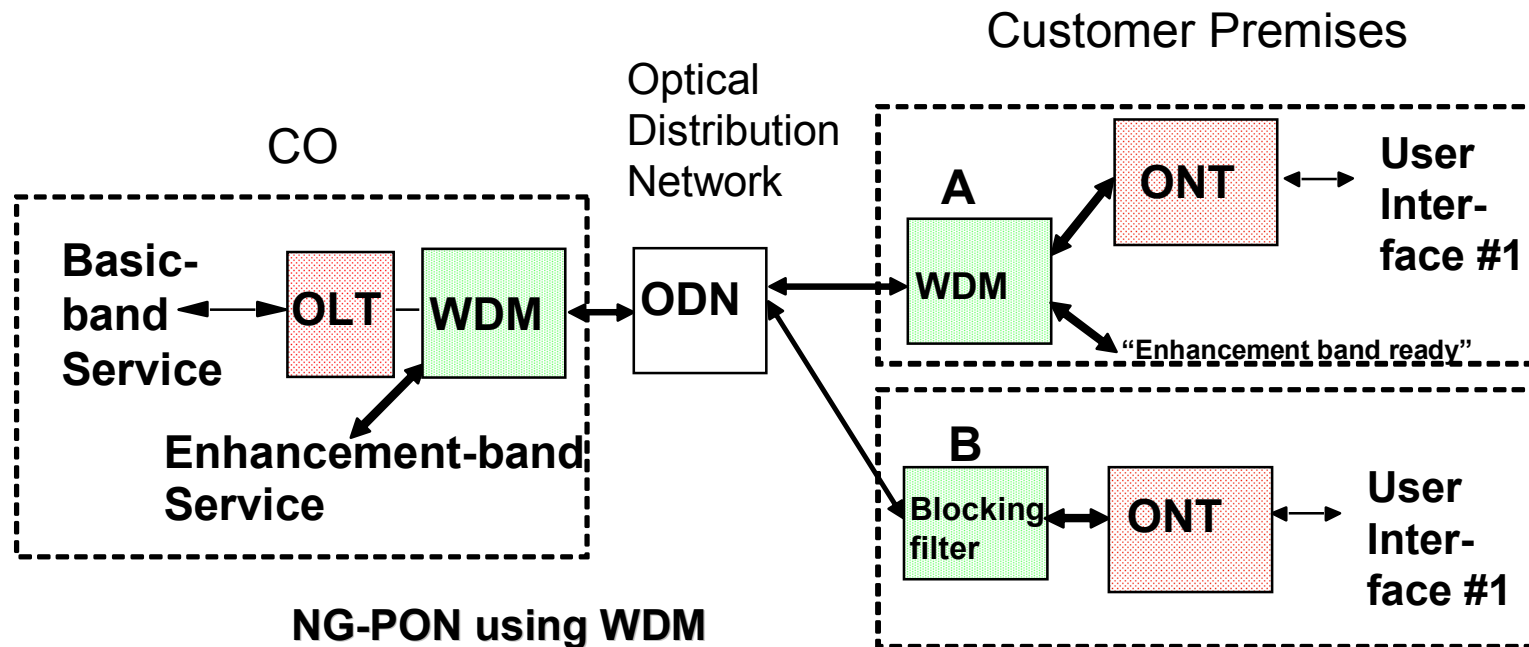 Customer Premises
Optical
Distribution
Network
CO
Basic-
band
Service
OLT
WDM
Enhancement-band
Service
ODN
A
WDM
ONT
User
Inter-
face #1
“Enhancement band ready”
B
Blocking
filter
ONT
User
Inter-
face #1
NG-PON using WDM